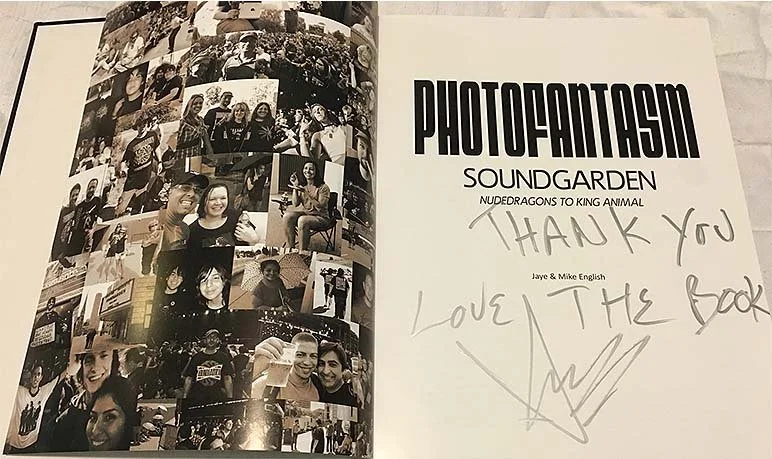 PHOTOFANTASM
SOUNDGARDEN
NUDEDRAGONS TO KING ANIMAL
THANK YOU
Jaye & Mike English
LOVE THE BOOK